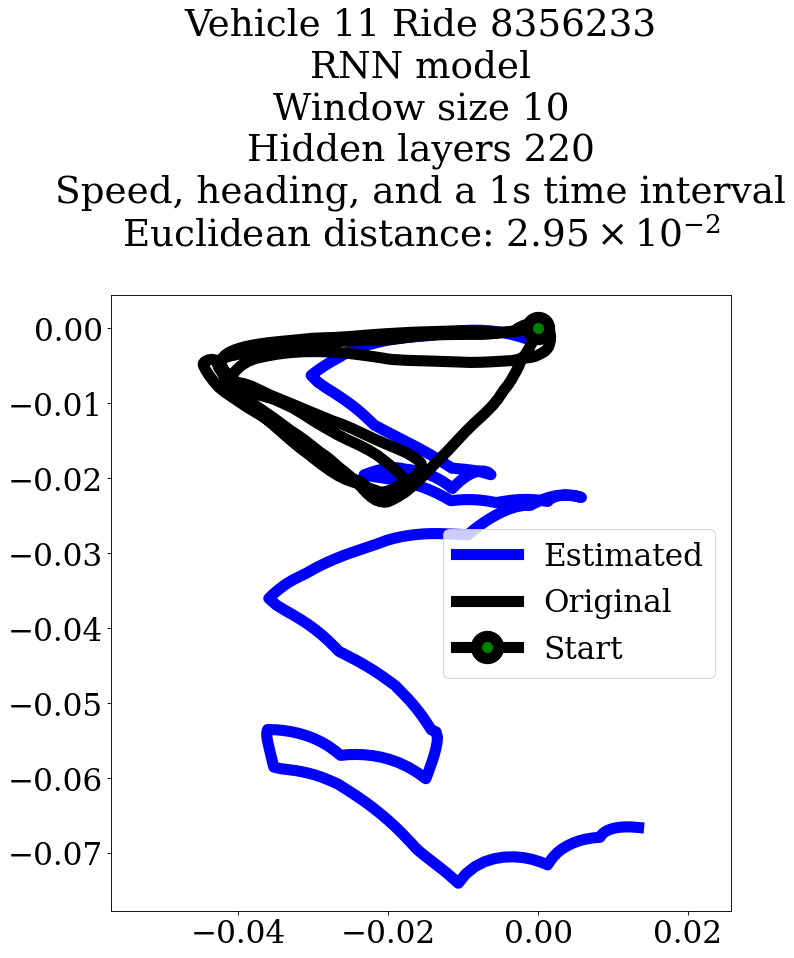 Vehicle 11 Ride 8356233
RNN model
Window size 10
Hidden layers 220
Speed, heading, and a 1s time interval
Euclidean distance: 2.95 × 10⁻²
0.00
−0.01
−0.02
−0.03
−0.04
−0.05
−0.06
−0.07
Estimated
Original
Start
−0.04 −0.02 0.00 0.02